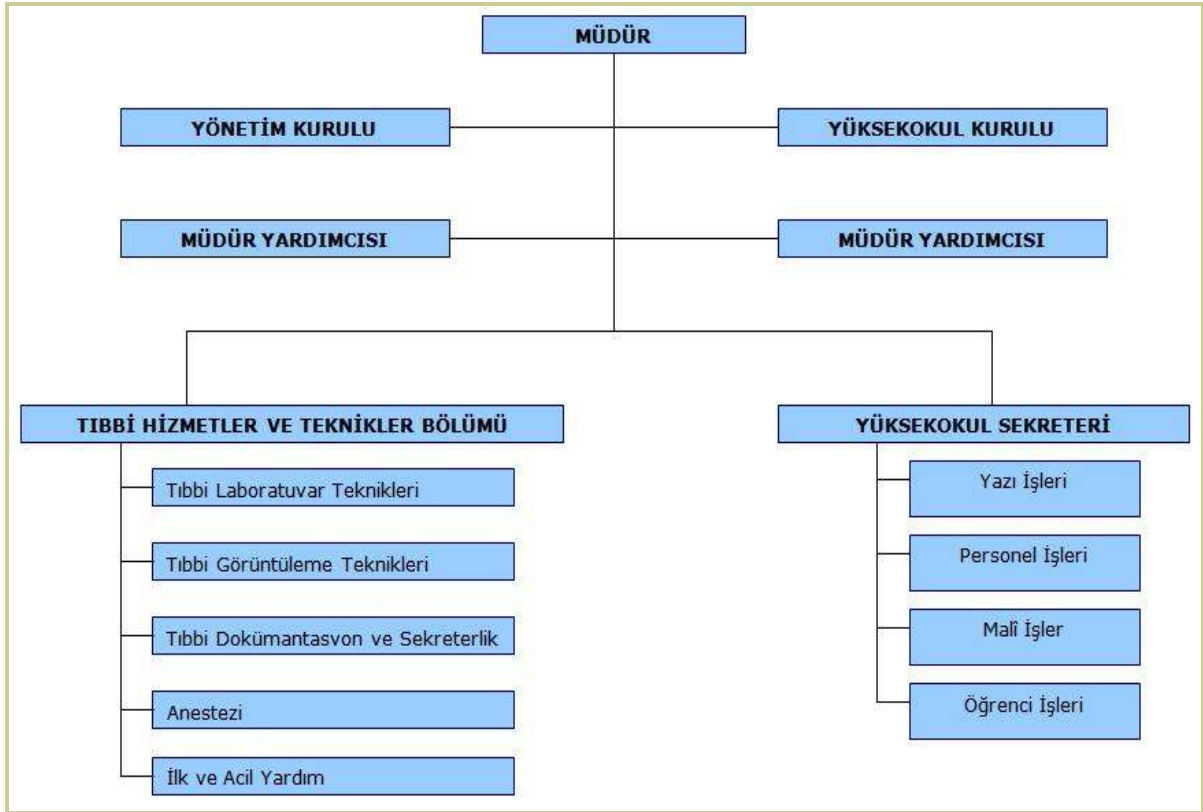 MÜDÜR
YÖNETİM KURULU
YÜKSEKOKUL KURULU
MÜDÜR YARDIMCISI
MÜDÜR YARDIMCISI
TIBBİ HİZMETLER VE TEKNİKLER BÖLÜMÜ
Tıbbi Laboratuvar Teknikleri
Tıbbi Görüntüleme Teknikleri
Tıbbi Dokümantasvon ve Sekreterlik
Anestezi
İlk ve Acil Yardım
YÜKSEKOKUL SEKRETERİ
Yazı İşleri
Personel İşleri
Malî İşler
Öğrenci İşleri